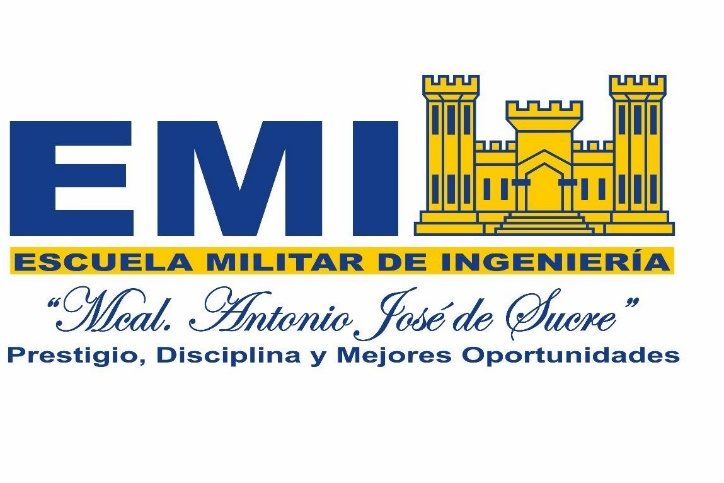 EMI
ESCUELA MILITAR DE INGENIERÍA
“Mcal. Antonio José de Sucre”
Prestigio, Disciplina y Mejores Oportunidades